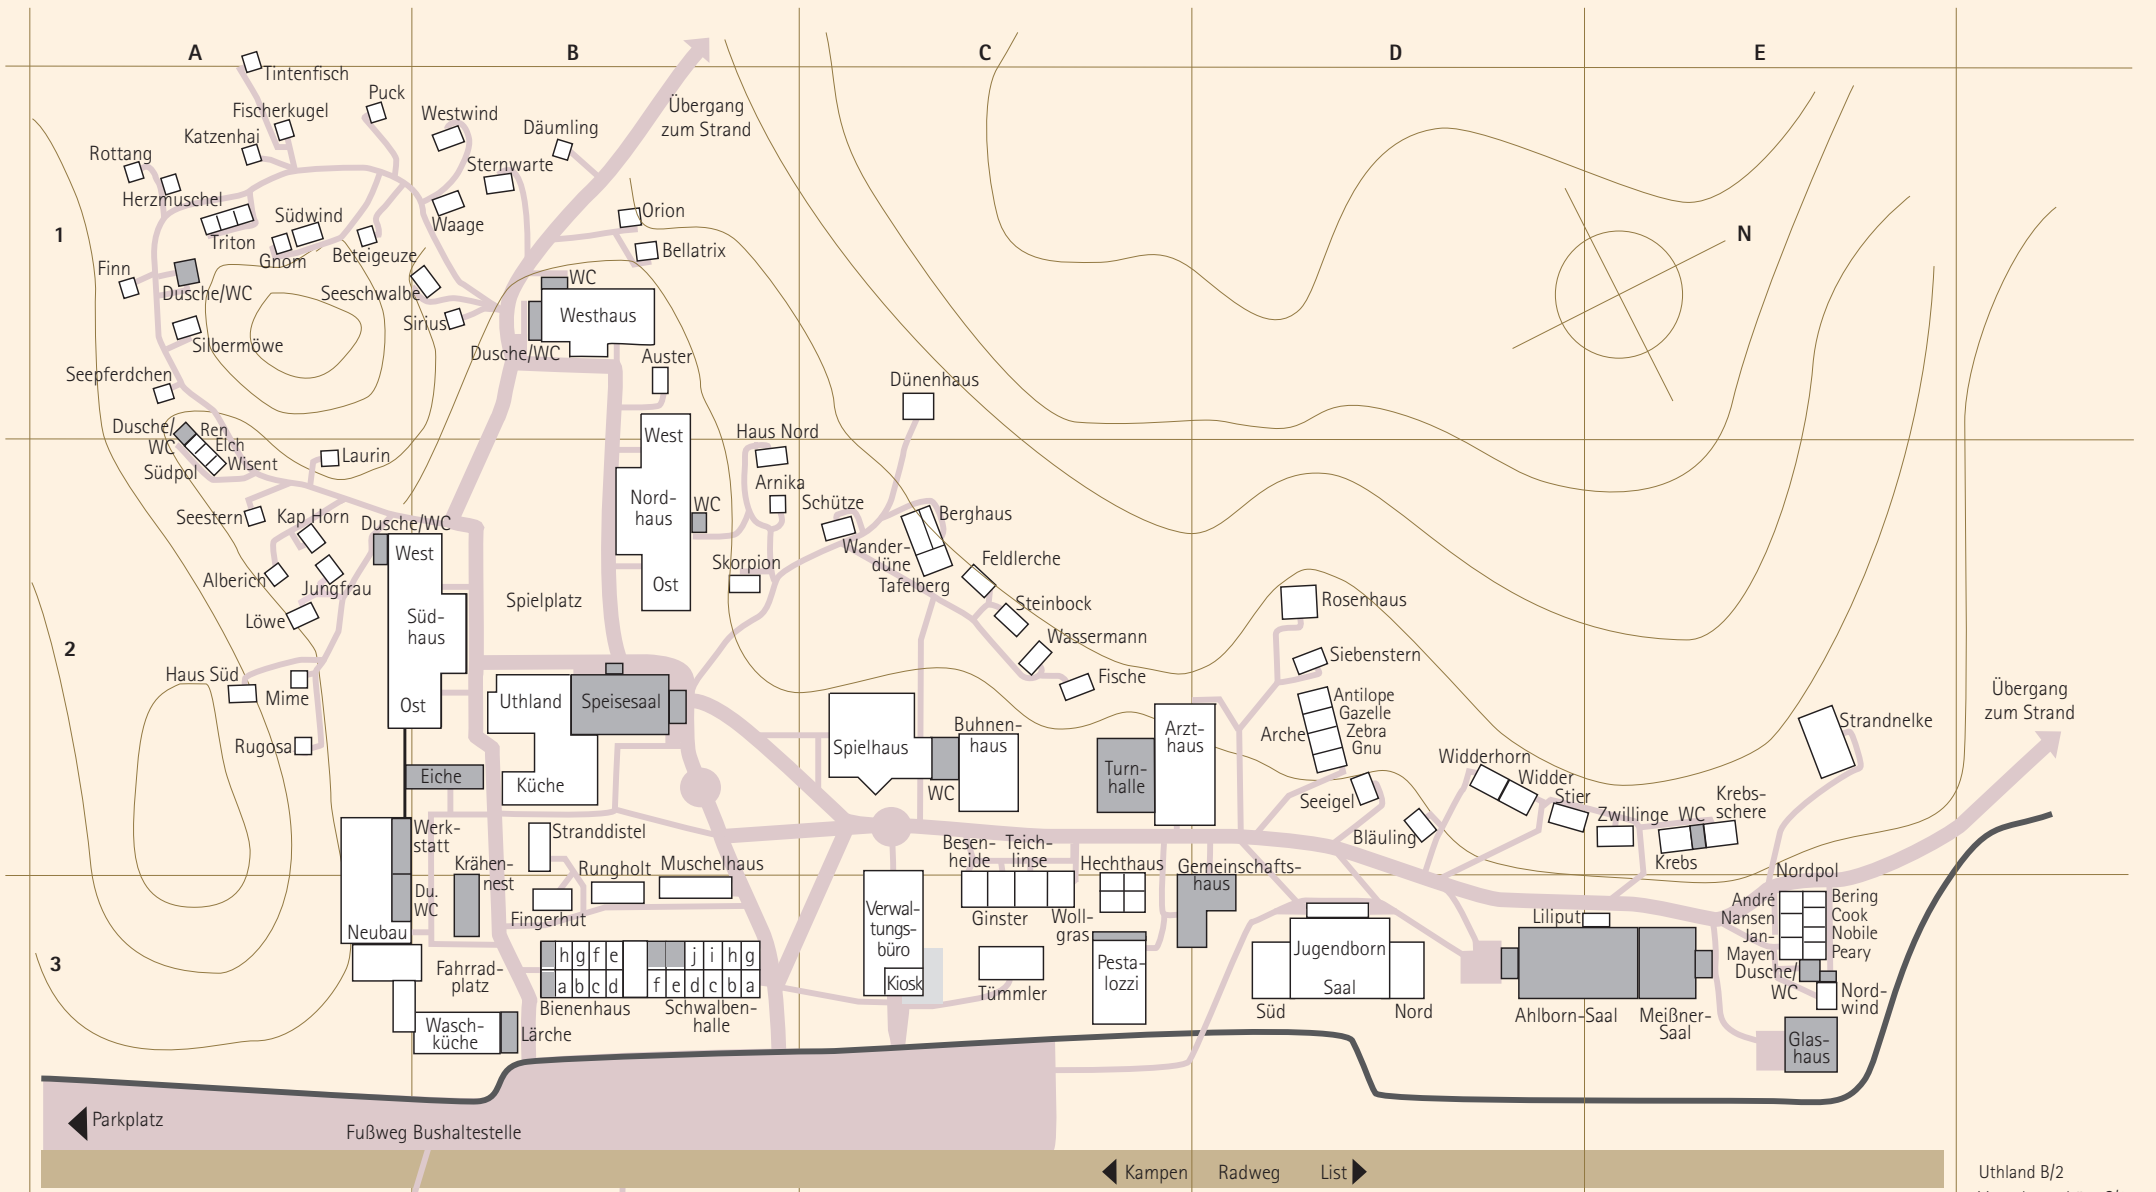 A
B
C
D
E
1
2
3
N
Tintenfisch
Fischerkugel
Puck
Katzenhai
Westwind
Däumling
Übergang
zum Strand
Rottang
Sternwarte
Herzmuschel
Südwind
Triton
Waage
Orion
Gnom
Beteigeuze
Bellatrix
Finn
Dusche/WC
Seeschwalbe
WC
Sirius
Westhaus
Silbermöwe
Dusche/WC
Auster
Seepferdchen
Dünenhaus
Dusche/
WC
Ren
Elch
Wisent
Südpol
Laurin
West
Nord-
haus
Ost
WC
Haus Nord
Arnika
Schütze
Skorpion
Seestern
Kap Horn
Dusche/WC
Alberich
Jungfrau
Löwe
West
Süd-
haus
Ost
Spielplatz
Berghaus
Wander-
düne
Tafelberg
Feldlerche
Steinbock
Wassermann
Fische
Rosenhaus
Siebenstern
Haus Süd
Mime
Rugosa
Uthland
Speisesaal
Küche
Eiche
Spielhaus
WC
Buhnen-
haus
Turn-
halle
Arzt-
haus
Antilope
Gazelle
Zebra
Gnu
Arche
Seeigel
Bläuling
Widderhorn
Widder
Stier
Zwillinge
WC
Krebs-
schere
Krebs
Strandnelke
Übergang
zum Strand
Werk-
statt
Du.
WC
Neubau
Krähen-
nest
Stranddistel
Rungholt
Muschelhaus
Fingerhut
Fahrrad-
platz
h g f e
a b c d
j i h g
f e d c b a
Bienenhaus
Schwalben-
halle
Wasch-
küche
Lärche
Verwal-
tungs-
büro
Kiosk
Besen-
heide
Teich-
linse
Ginster
Woll-
gras
Hechthaus
Gemeinschafts-
haus
Tümmler
Pesta-
lozzi
Jugendborn
Saal
Süd
Nord
Liliput
Ahlborn-Saal
Meißner-
Saal
Nordpol
André
Nansen
Jan-
Mayen
Bering
Cook
Nobile
Peary
Dusche/
WC
Nord-
wind
Glas-
haus
Parkplatz
Fußweg Bushaltestelle
Kampen
Radweg
List
Uthland B/2